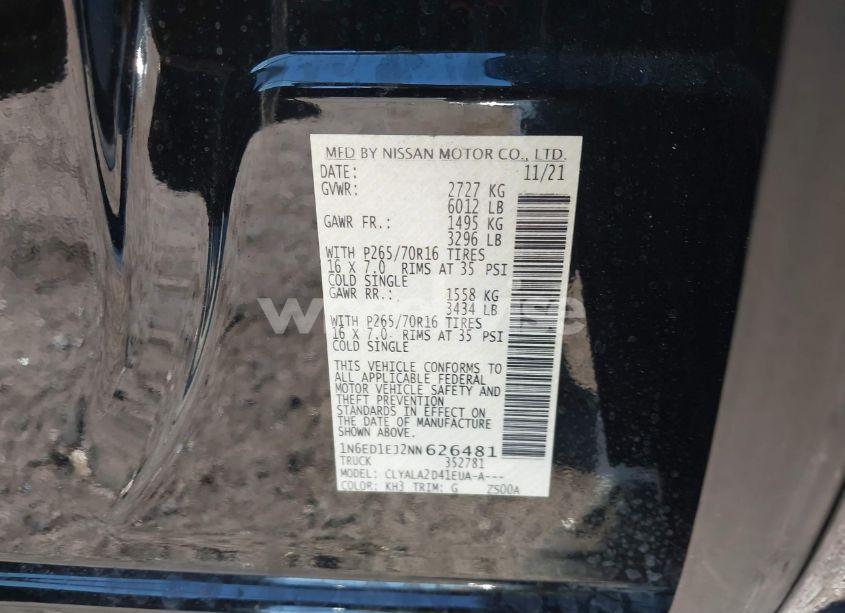 MFD BY NISSAN MOTOR CO., LTD.
DATE: 11/21
GVWR: 2727 KG
6012 LB
GAWR FR.: 1495 KG
3296 LB
WITH P265/70R16 TIRES
16 X 7.0 RIMS AT 35 PSI
COLD SINGLE
GAWR RR.: 1558 KG
3434 LB
WITH P265/70R16 TIRES
16 X 7.0 RIMS AT 35 PSI
COLD SINGLE
THIS VEHICLE CONFORMS TO
ALL APPLICABLE FEDERAL
MOTOR VEHICLE SAFETY AND
THEFT PREVENTION
STANDARDS IN EFFECT ON
THE DATE OF MANUFACTURE
SHOWN ABOVE.
1N6ED1EJ2NN626481
TRUCK 352781
MODEL: CLYALA2D41EUA-A---
COLOR: KH3 TRIM: G ZS00A